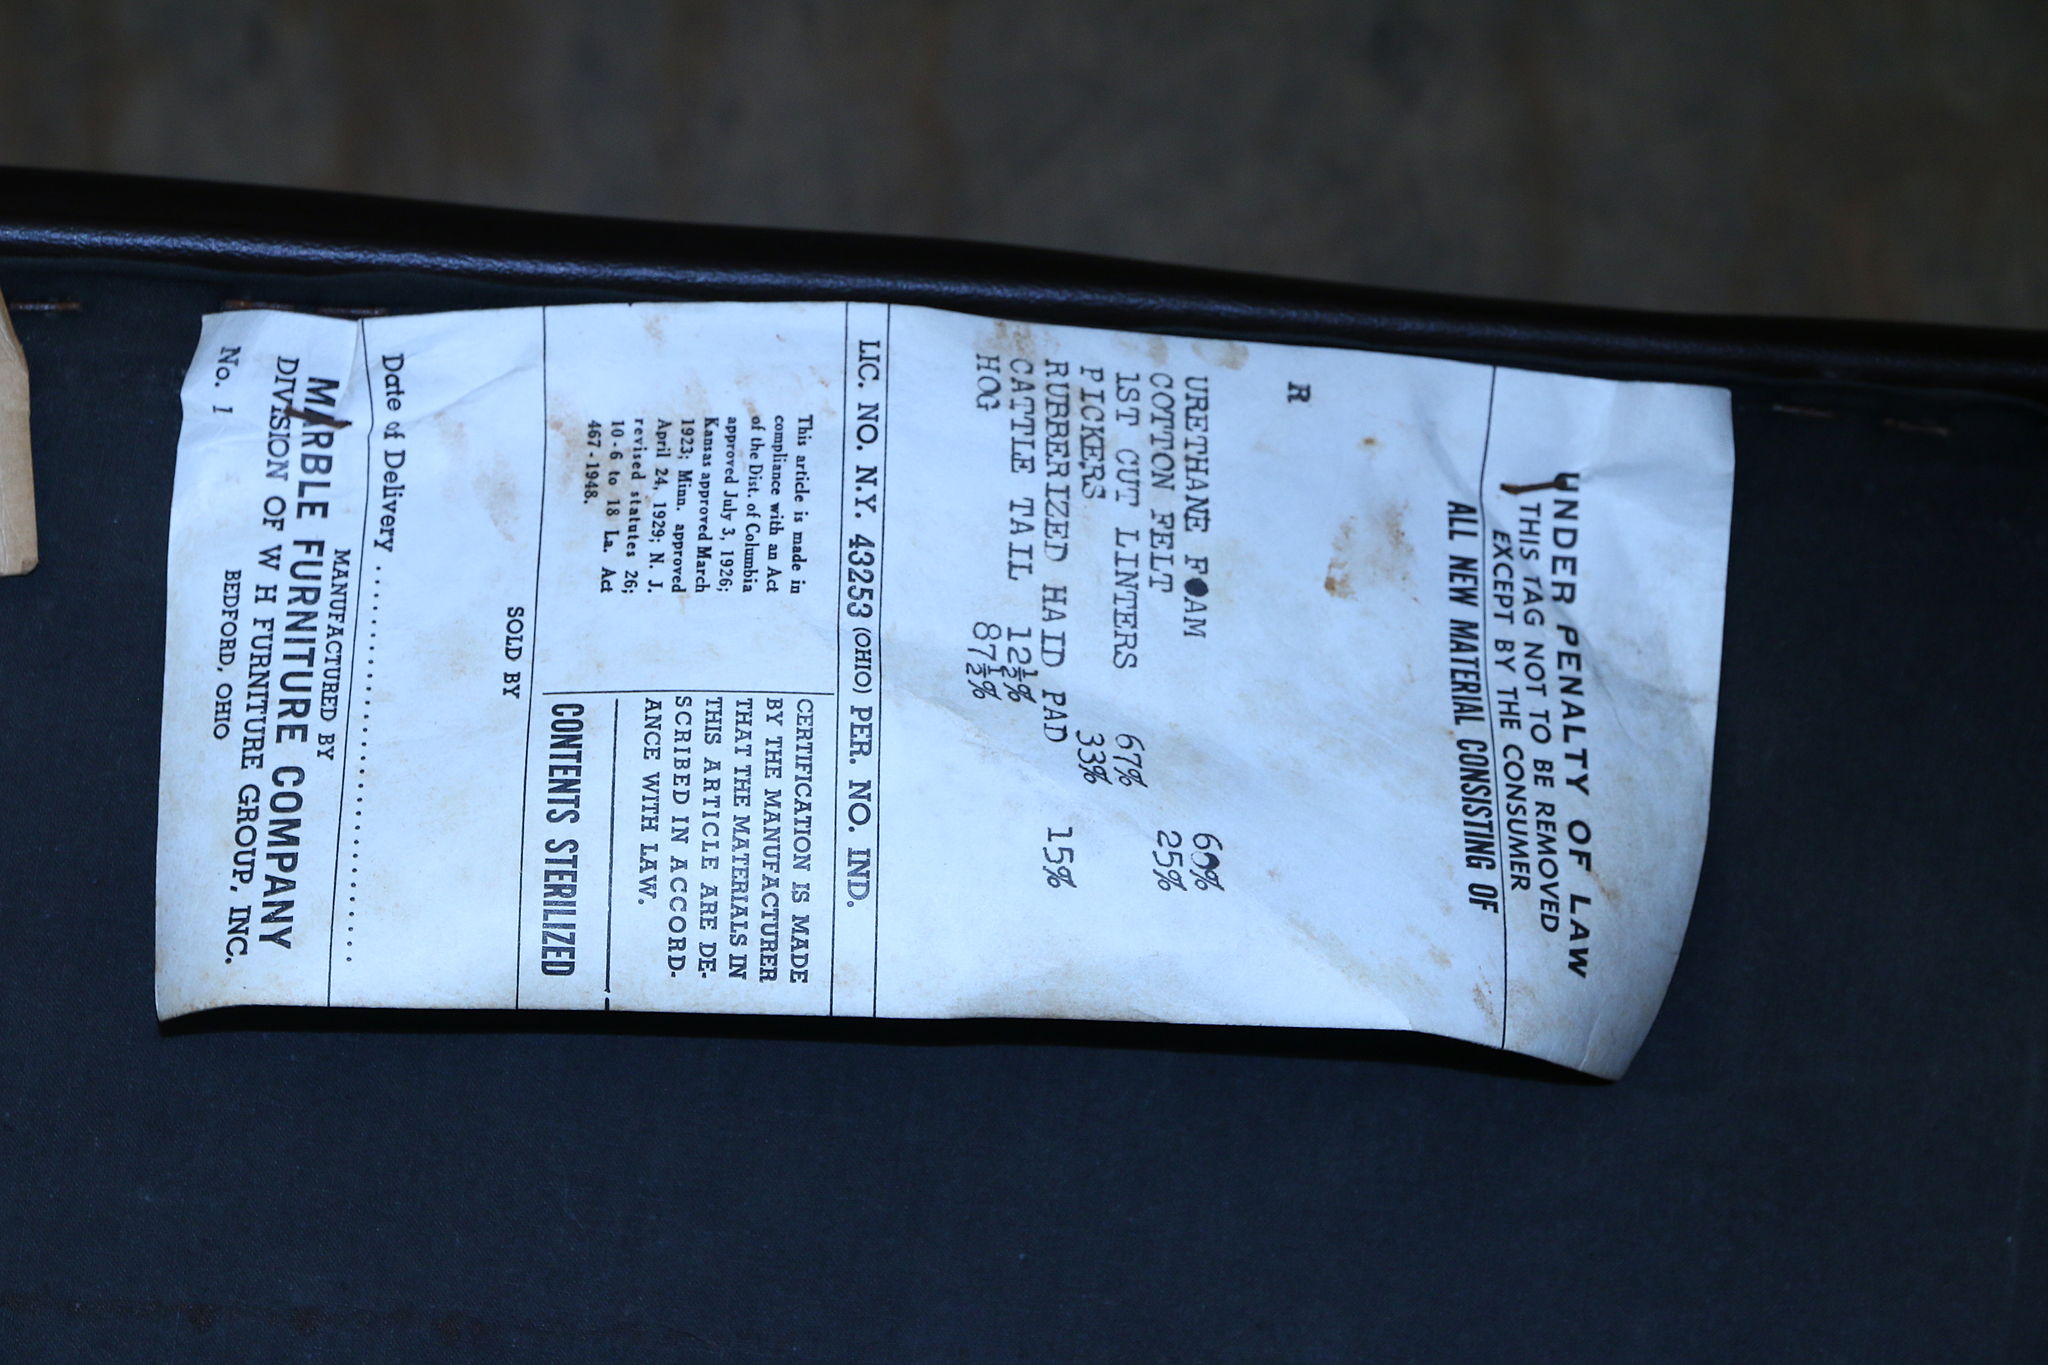 UNDER PENALTY OF LAW
THIS TAG NOT TO BE REMOVED
EXCEPT BY THE CONSUMER
ALL NEW MATERIAL CONSISTING OF
R
URETHANE FOAM 60%
COTTON FELT 25%
1ST CUT LINTERS 67%
PICKERS 33%
RUBBERIZED HAID PAD 15%
CATTLE TAIL 12½%
HOG 87½%
LIC. NO. N.Y. 43253 (OHIO) PER. NO. IND.
This article is made in
compliance with an Act
of the Dist. of Columbia
approved July 3, 1926;
Kansas approved March
1923; Minn. approved
April 24, 1929; N. J.
revised statutes 26;
10-6 to 18 La. Act
467-1948.
CERTIFICATION IS MADE
BY THE MANUFACTURER
THAT THE MATERIALS IN
THIS ARTICLE ARE DE-
SCRIBED IN ACCORD-
ANCE WITH LAW.
CONTENTS STERILIZED
SOLD BY
Date of Delivery ..............................
MANUFACTURED BY
MARBLE FURNITURE COMPANY
DIVISION OF W H FURNITURE GROUP, INC.
BEDFORD, OHIO
No. 1